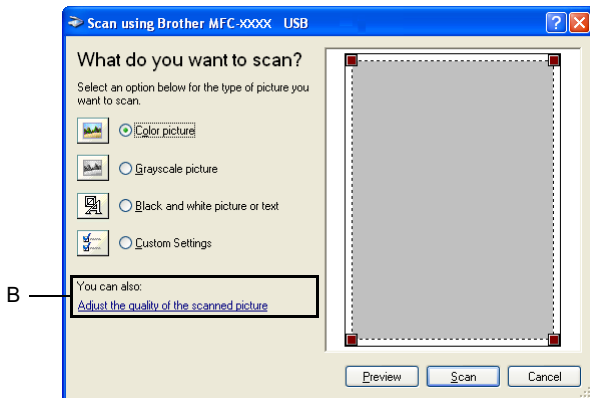 Scan using Brother MFC-XXXX USB
What do you want to scan?
Select an option below for the type of picture you
want to scan.
Color picture
Grayscale picture
Black and white picture or text
Custom Settings
B
You can also:
Adjust the quality of the scanned picture
Preview
Scan
Cancel